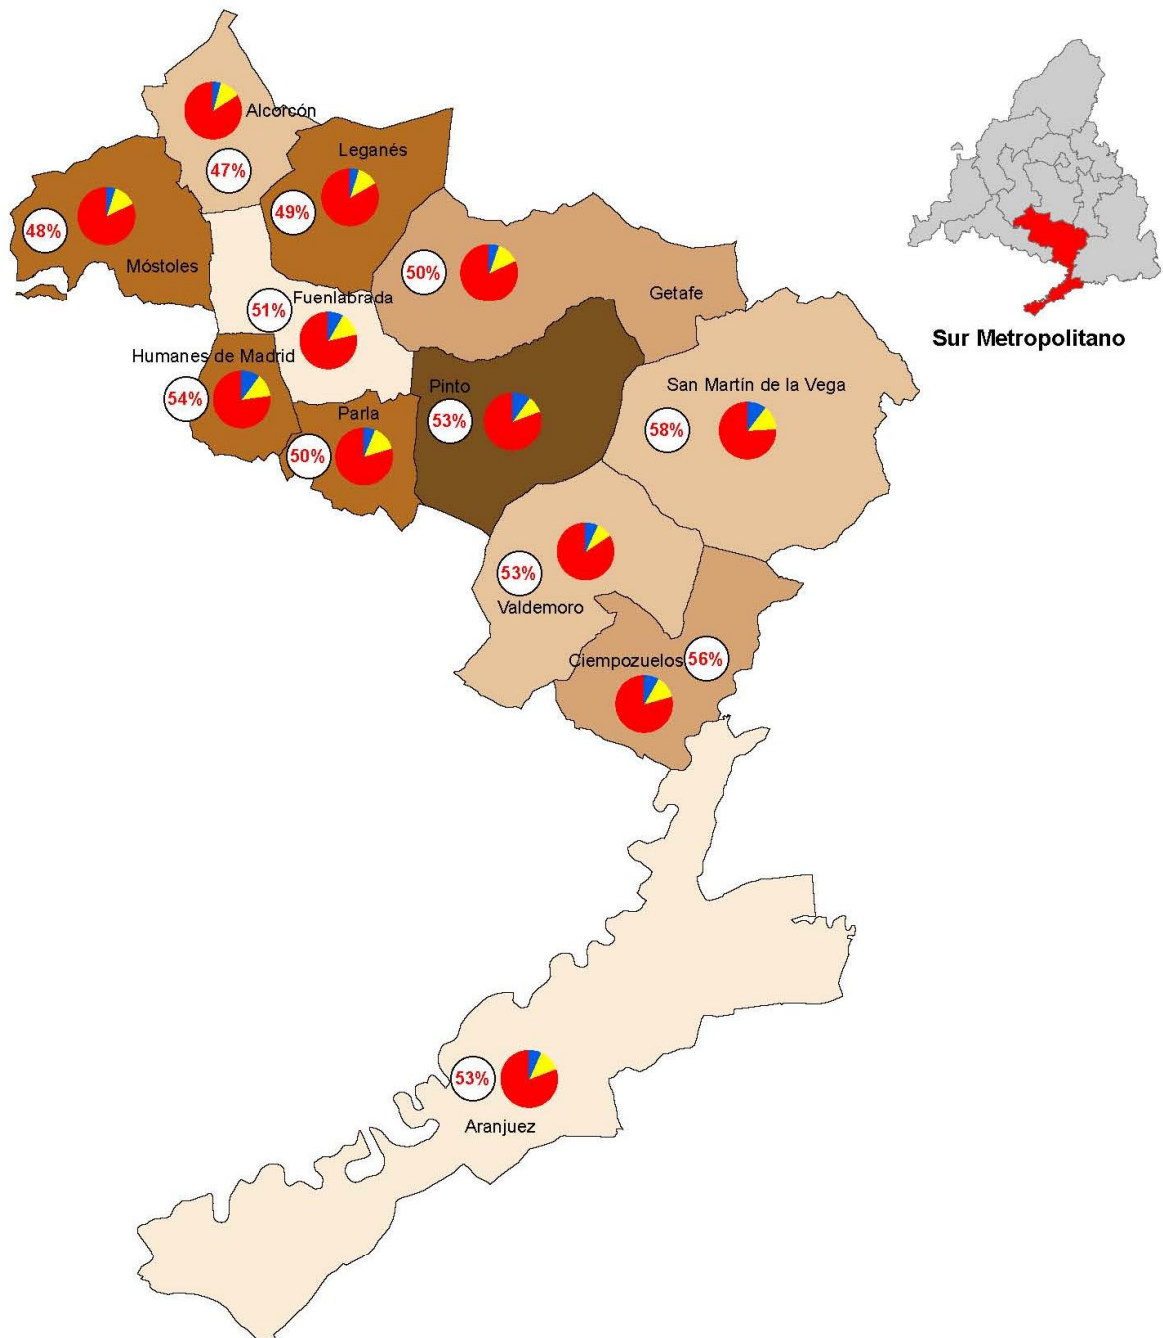 Alcorcón
47%
Leganés
49%
48%
Móstoles
50%
Getafe
Fuenlabrada
51%
Humanes de Madrid
54%
Parla
50%
Pinto
53%
San Martín de la Vega
58%
53%
Valdemoro
Ciempozuelos
56%
53%
Aranjuez
Sur Metropolitano